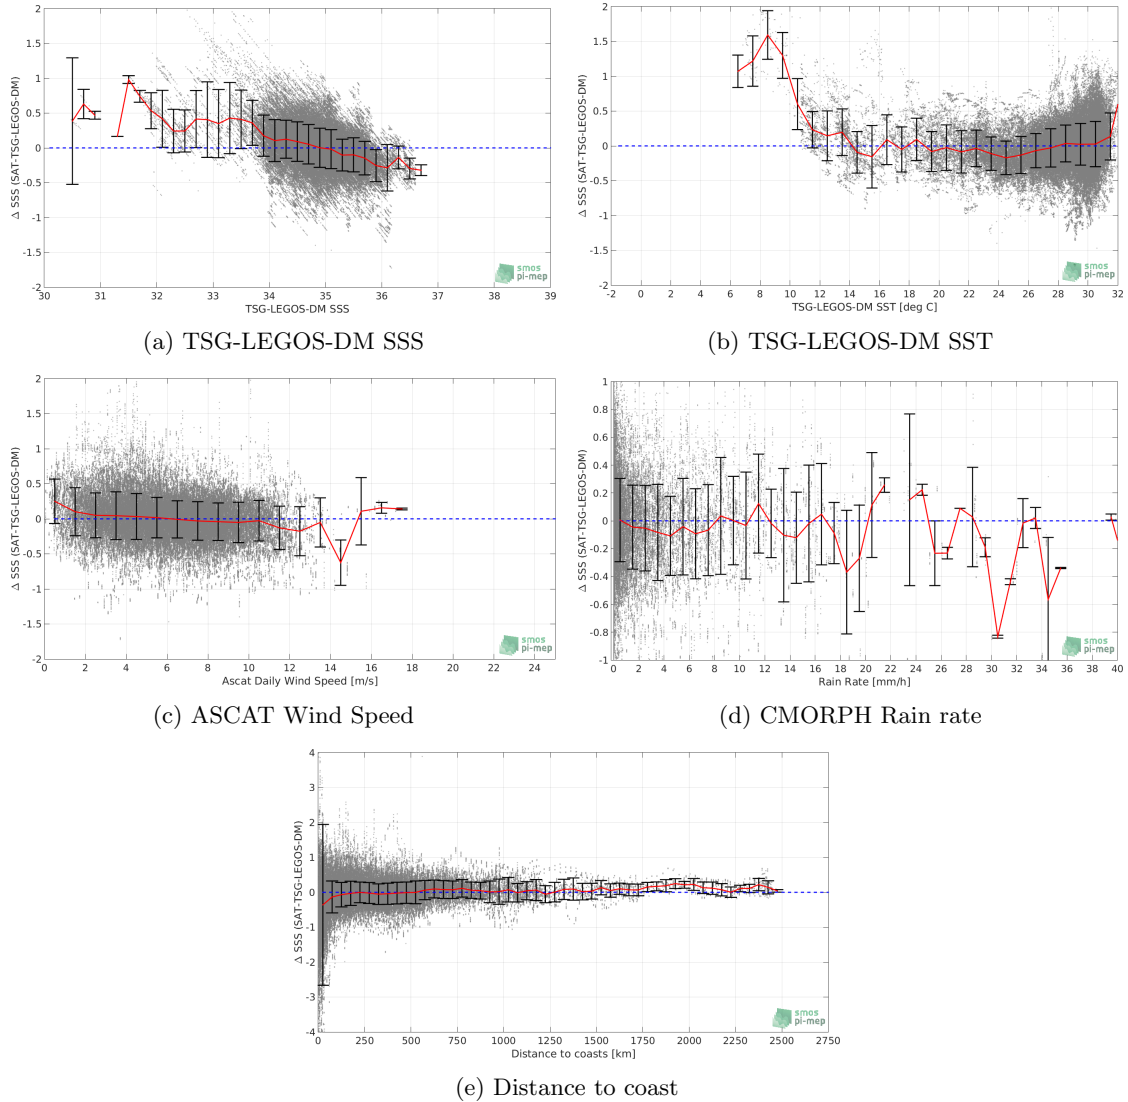 2
1.5
1
0.5
0
-0.5
-1
-1.5
-2
Δ SSS (SAT-TSG-LEGOS-DM)
30 31 32 33 34 35 36 37 38 39
TSG-LEGOS-DM SSS
smos
pi-mep
(a) TSG-LEGOS-DM SSS
2
1.5
1
0.5
0
-0.5
-1
-1.5
-2
Δ SSS (SAT-TSG-LEGOS-DM)
-2 0 2 4 6 8 10 12 14 16 18 20 22 24 26 28 30 32
TSG-LEGOS-DM SST [deg C]
smos
pi-mep
(b) TSG-LEGOS-DM SST
2
1.5
1
0.5
0
-0.5
-1
-1.5
-2
Δ SSS (SAT-TSG-LEGOS-DM)
0 2 4 6 8 10 12 14 16 18 20 22 24
Ascat Daily Wind Speed [m/s]
smos
pi-mep
(c) ASCAT Wind Speed
1
0.8
0.6
0.4
0.2
0
-0.2
-0.4
-0.6
-0.8
-1
Δ SSS (SAT-TSG-LEGOS-DM)
0 2 4 6 8 10 12 14 16 18 20 22 24 26 28 30 32 34 36 38 40
Rain Rate [mm/h]
smos
pi-mep
(d) CMORPH Rain rate
4
3
2
1
0
-1
-2
-3
-4
Δ SSS (SAT-TSG-LEGOS-DM)
0 250 500 750 1000 1250 1500 1750 2000 2250 2500 2750
Distance to coasts [km]
smos
pi-mep
(e) Distance to coast